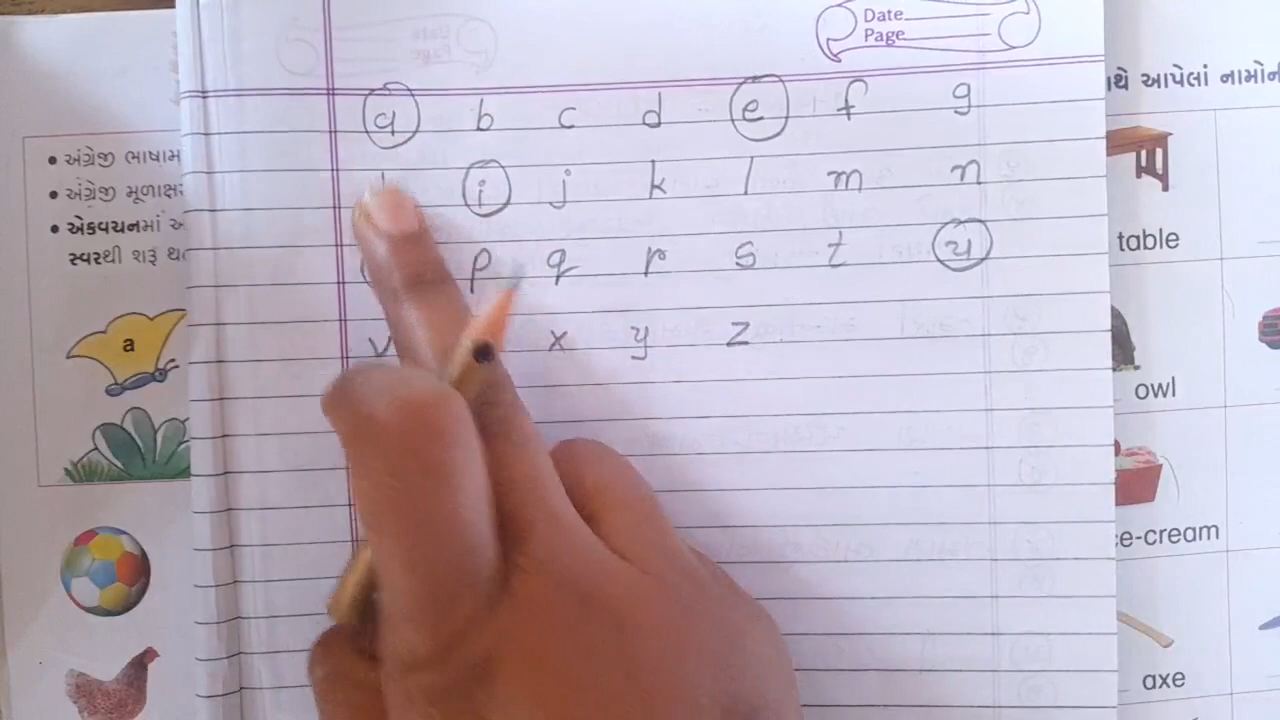 Date
Page
a b c d e f g
i j k l m n
p q r s t u
v x y z
• અંગ્રેજી ભાષામ
• અંગ્રેજી મૂળાક્ષર
• એકવચનમાં અ
સ્વરથી શરૂ થ
a
થે આપેલાં નામોન
table
owl
e-cream
axe